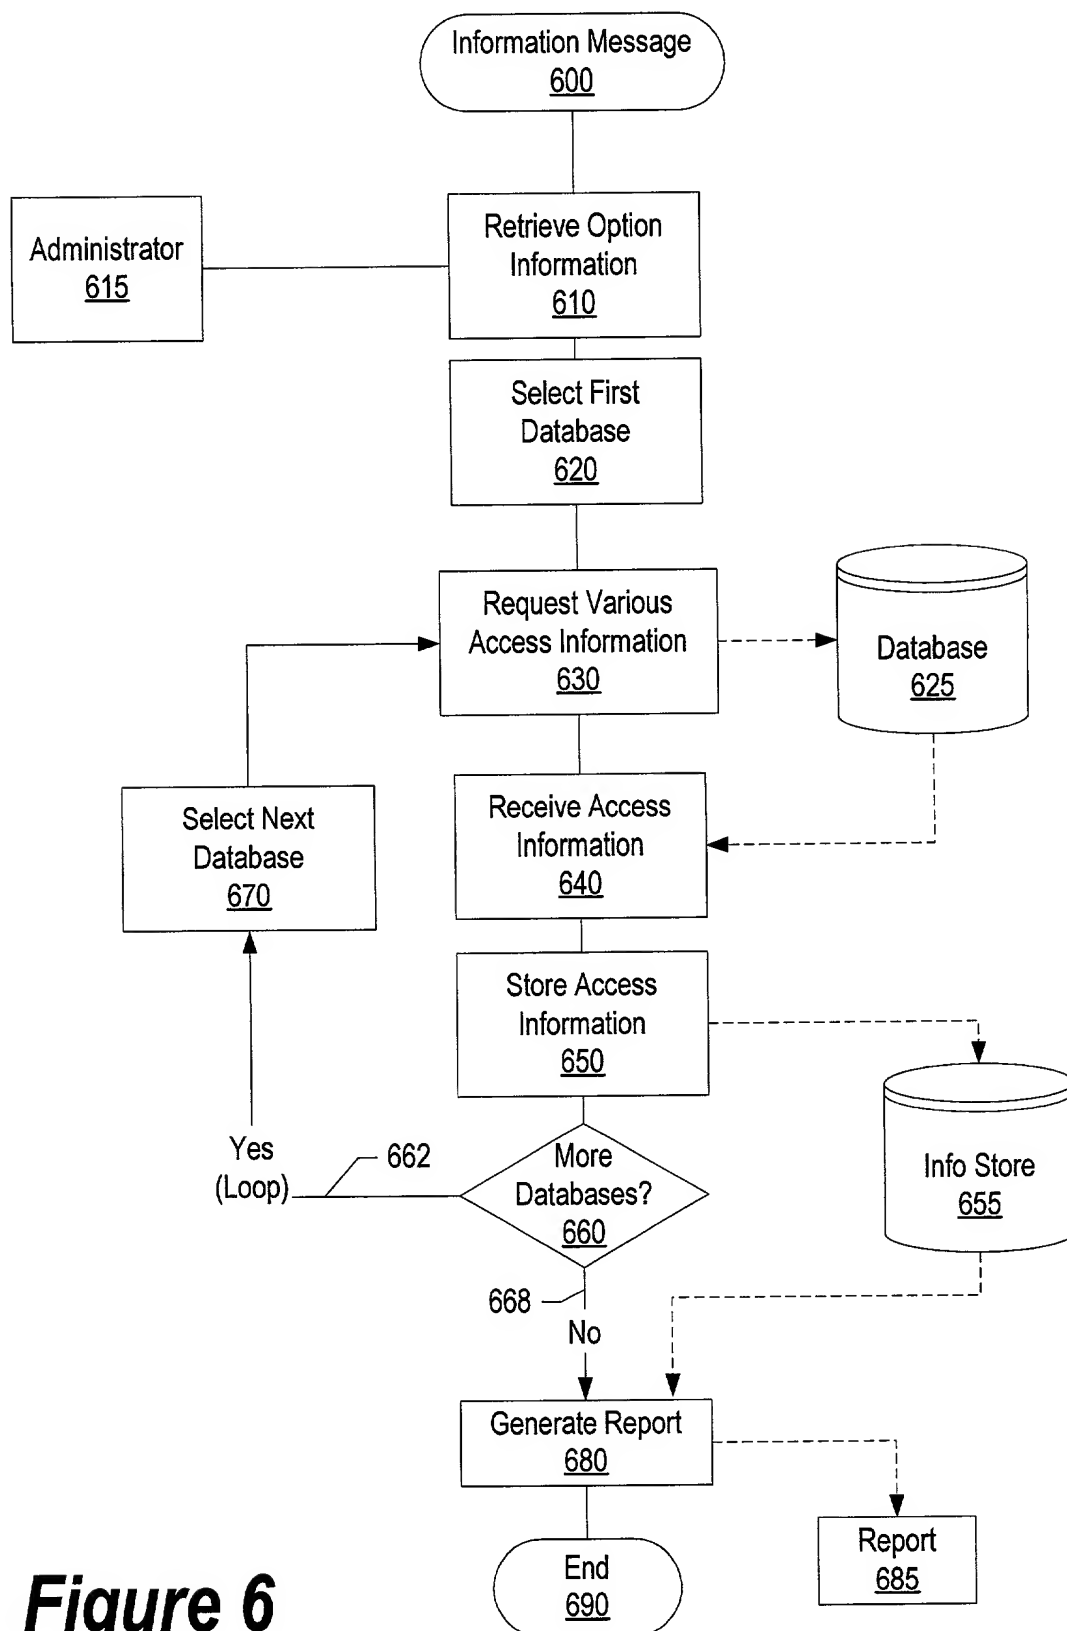 Information Message
600
Administrator
615
Retrieve Option
Information
610
Select First
Database
620
Request Various
Access Information
630
Database
625
Select Next
Database
670
Receive Access
Information
640
Store Access
Information
650
Yes
(Loop)
662
More
Databases?
660
Info Store
655
668
No
Generate Report
680
Report
685
End
690
Figure 6